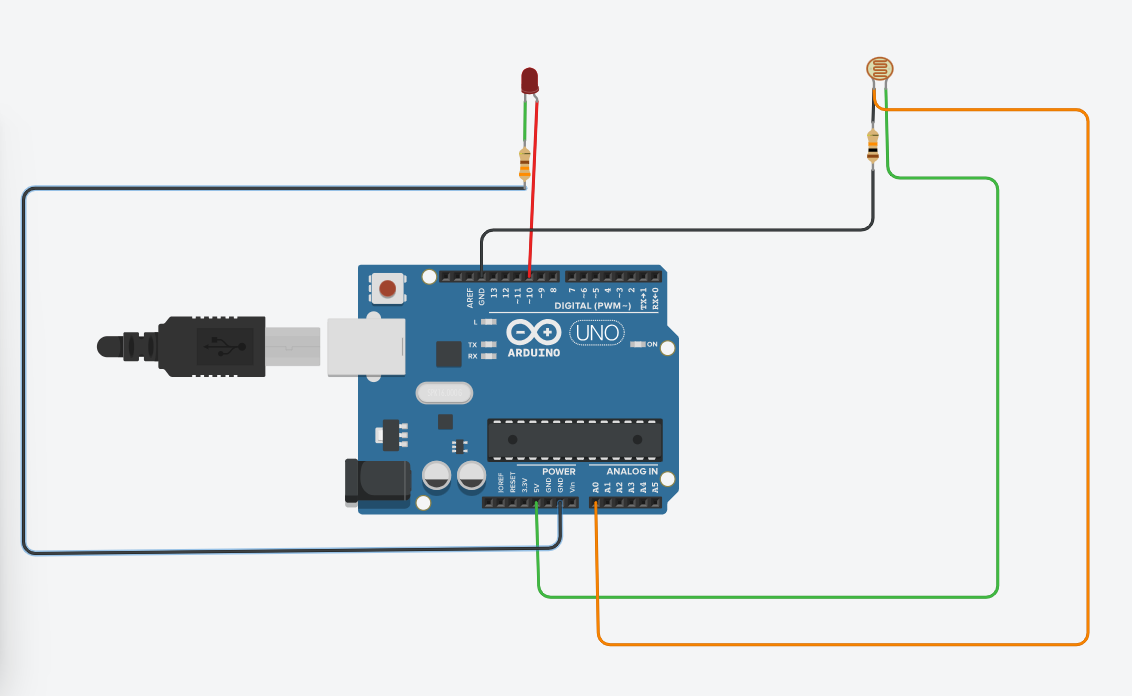 AREF
GND
13
12
~11
~10
~9
8
7
~6
~5
4
~3
2
TX→1
RX←0
DIGITAL (PWM~)
L
TX
RX
UNO
ARDUINO
ON
POWER
ANALOG IN
IOREF
RESET
3.3V
5V
GND
GND
Vin
A0
A1
A2
A3
A4
A5